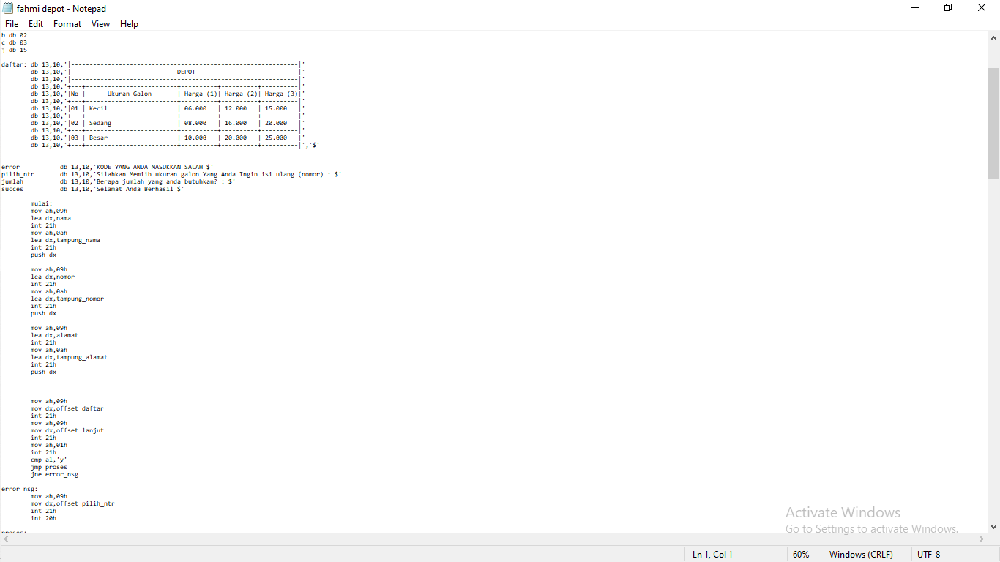 fahmi depot - Notepad
File Edit Format View Help
b db 02
c db 03
j db 15
daftar: db 13,10,'|--------------------------------------------------------------|'
db 13,10,'| DEPOT |'
db 13,10,'|--------------------------------------------------------------|'
db 13,10,'+---+-------------------------+----------+----------+----------|'
db 13,10,'|No | Ukuran Galon | Harga (1)| Harga (2)| Harga (3)|'
db 13,10,'+---+-------------------------+----------+----------+----------|'
db 13,10,'|01 | Kecil | 06.000 | 12.000 | 15.000 |'
db 13,10,'+---+-------------------------+----------+----------+----------|'
db 13,10,'|02 | Sedang | 08.000 | 16.000 | 20.000 |'
db 13,10,'+---+-------------------------+----------+----------+----------|'
db 13,10,'|03 | Besar | 10.000 | 20.000 | 25.000 |'
db 13,10,'+---+-------------------------+----------+----------+----------|','$'
error db 13,10,'KODE YANG ANDA MASUKKAN SALAH $'
pilih_ntr db 13,10,'Silahkan Memilih ukuran galon Yang Anda Ingin isi ulang (nomor) : $'
jumlah db 13,10,'Berapa jumlah yang anda butuhkan? : $'
succes db 13,10,'Selamat Anda Berhasil $'
mulai:
mov ah,09h
lea dx,nama
int 21h
mov ah,0ah
lea dx,tampung_nama
int 21h
push dx
mov ah,09h
lea dx,nomor
int 21h
mov ah,0ah
lea dx,tampung_nomor
int 21h
push dx
mov ah,09h
lea dx,alamat
int 21h
mov ah,0ah
lea dx,tampung_alamat
int 21h
push dx
mov ah,09h
mov dx,offset daftar
int 21h
mov ah,09h
mov dx,offset lanjut
int 21h
mov ah,01h
int 21h
cmp al,'y'
jmp proses
jne error_nsg
error_nsg:
mov ah,09h
mov dx,offset pilih_ntr
int 21h
int 20h
Activate Windows
Go to Settings to activate Windows.
Ln 1, Col 1 60% Windows (CRLF) UTF-8